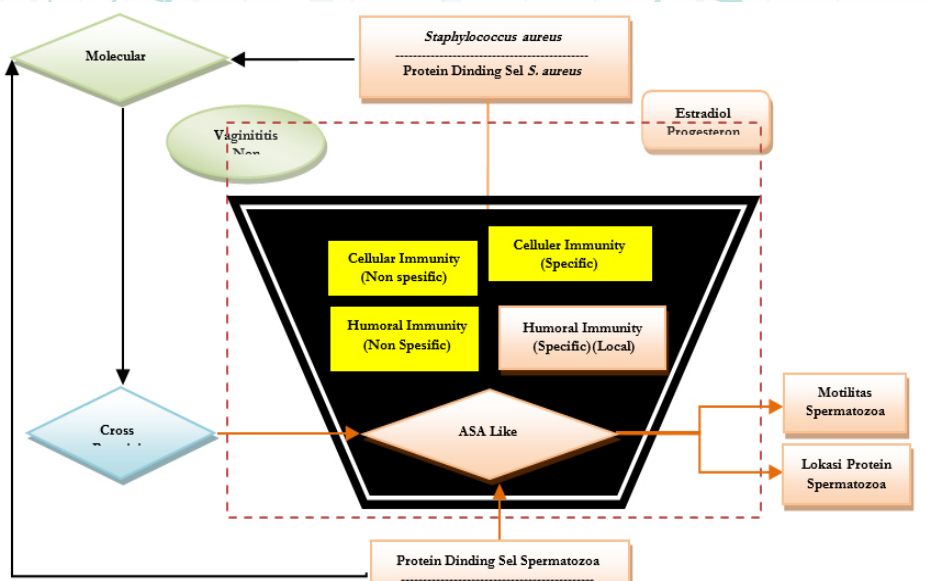 Staphylococcus aureus
Protein Dinding Sel S. aureus
Molecular
Estradiol
Progesteron
Vaginititis
Non
Cellular Immunity
(Non spesific)
Celluler Immunity
(Specific)
Humoral Immunity
(Non Spesific)
Humoral Immunity
(Specific)(Local)
Cross
ASA Like
Motilitas
Spermatozoa
Lokasi Protein
Spermatozoa
Protein Dinding Sel Spermatozoa